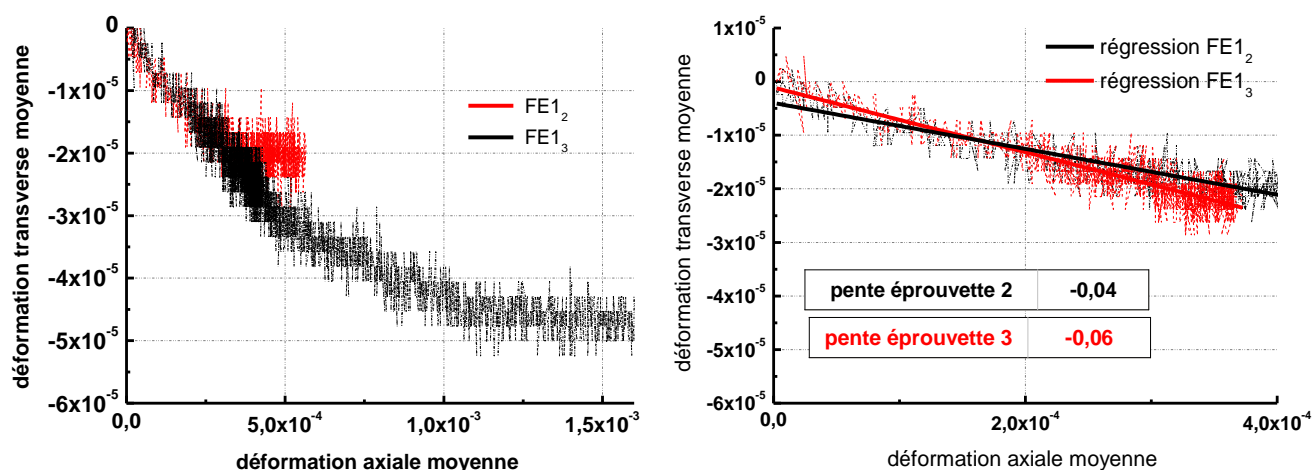 déformation transverse moyenne
0
-1x10⁻⁵
-2x10⁻⁵
-3x10⁻⁵
-4x10⁻⁵
-5x10⁻⁵
-6x10⁻⁵
0,0
5,0x10⁻⁴
1,0x10⁻³
1,5x10⁻³
déformation axiale moyenne
FE1₂
FE1₃
déformation transverse moyenne
1x10⁻⁵
0
-1x10⁻⁵
-2x10⁻⁵
-3x10⁻⁵
-4x10⁻⁵
-5x10⁻⁵
-6x10⁻⁵
0,0
2,0x10⁻⁴
4,0x10⁻⁴
déformation axiale moyenne
régression FE1₂
régression FE1₃
pente éprouvette 2 -0,04
pente éprouvette 3 -0,06